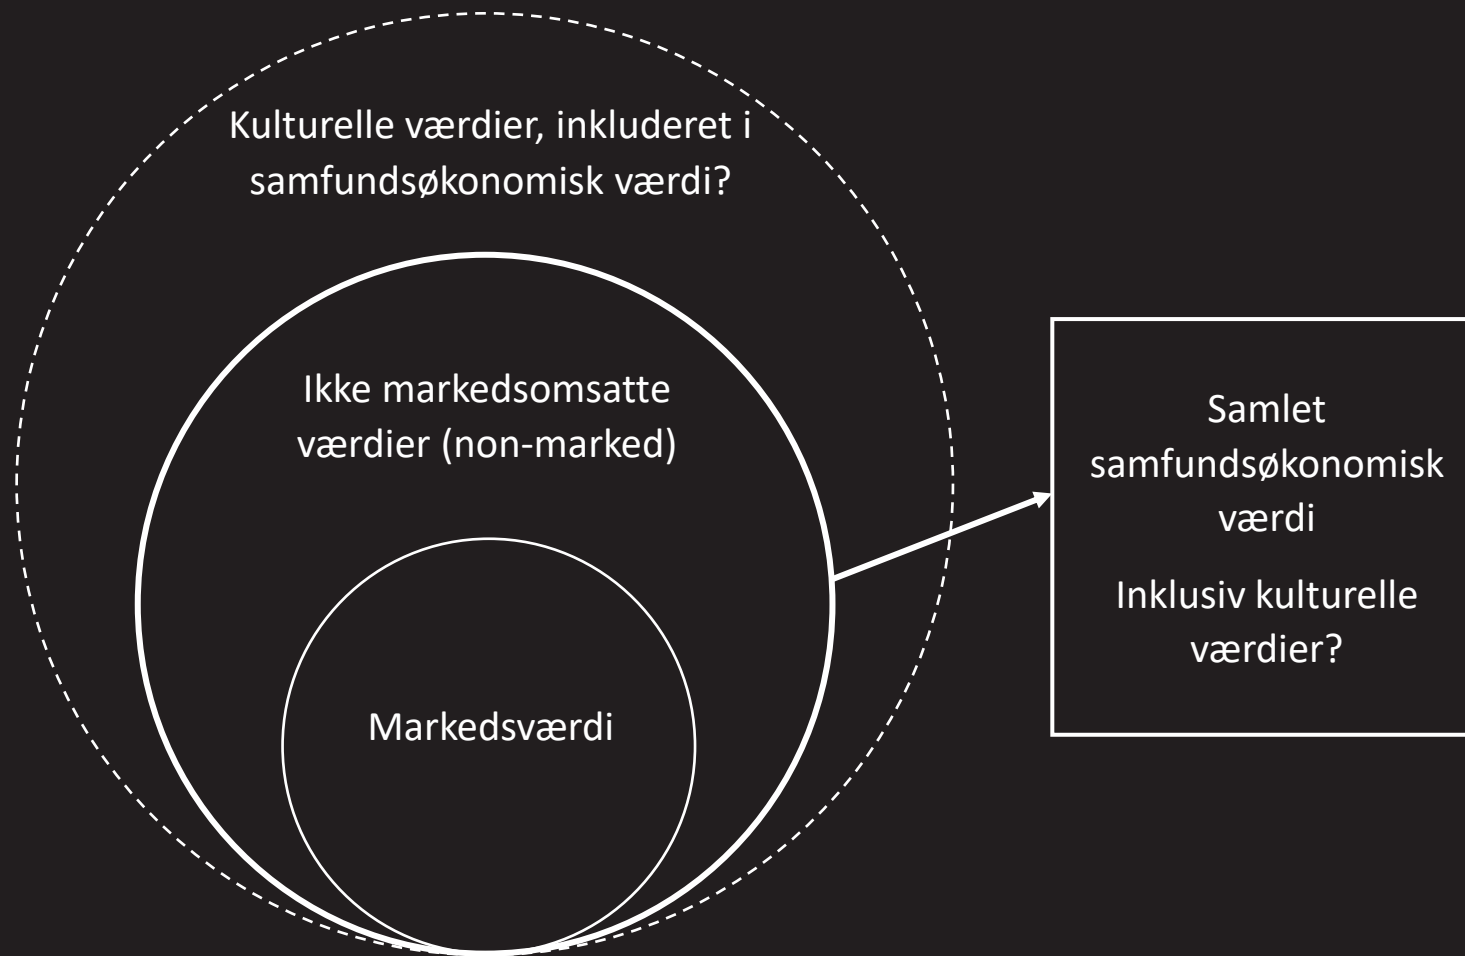 Kulturelle værdier, inkluderet i
samfundsøkonomisk værdi?
Ikke markedsomsatte
værdier (non-marked)
Markedsværdi
Samlet
samfundsøkonomisk
værdi
Inklusiv kulturelle
værdier?